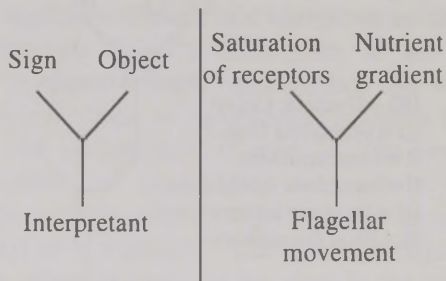 Sign Object
Interpretant
Saturation of receptors
Nutrient gradient
Flagellar movement